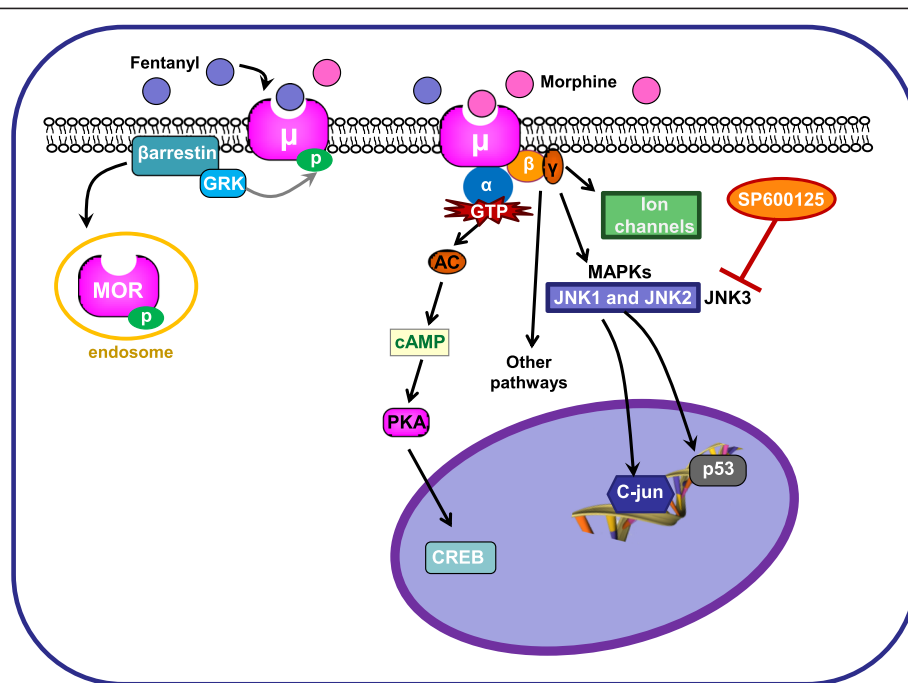 Fentanyl
Morphine
μ
μ
βarrestin
p
β
γ
GRK
α
GTP
Ion
channels
SP600125
AC
MAPKs
MOR
JNK1 and JNK2
JNK3
p
endosome
cAMP
Other
pathways
PKA
p53
C-jun
CREB